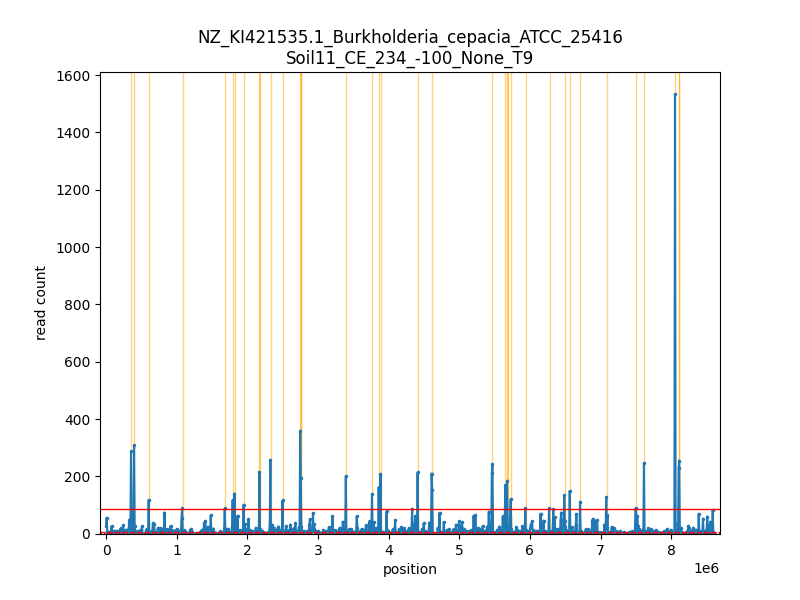 NZ_KI421535.1_Burkholderia_cepacia_ATCC_25416
Soil11_CE_234_-100_None_T9
1600
1400
1200
1000
800
600
400
200
0
read count
0 1 2 3 4 5 6 7 8
1e6
position